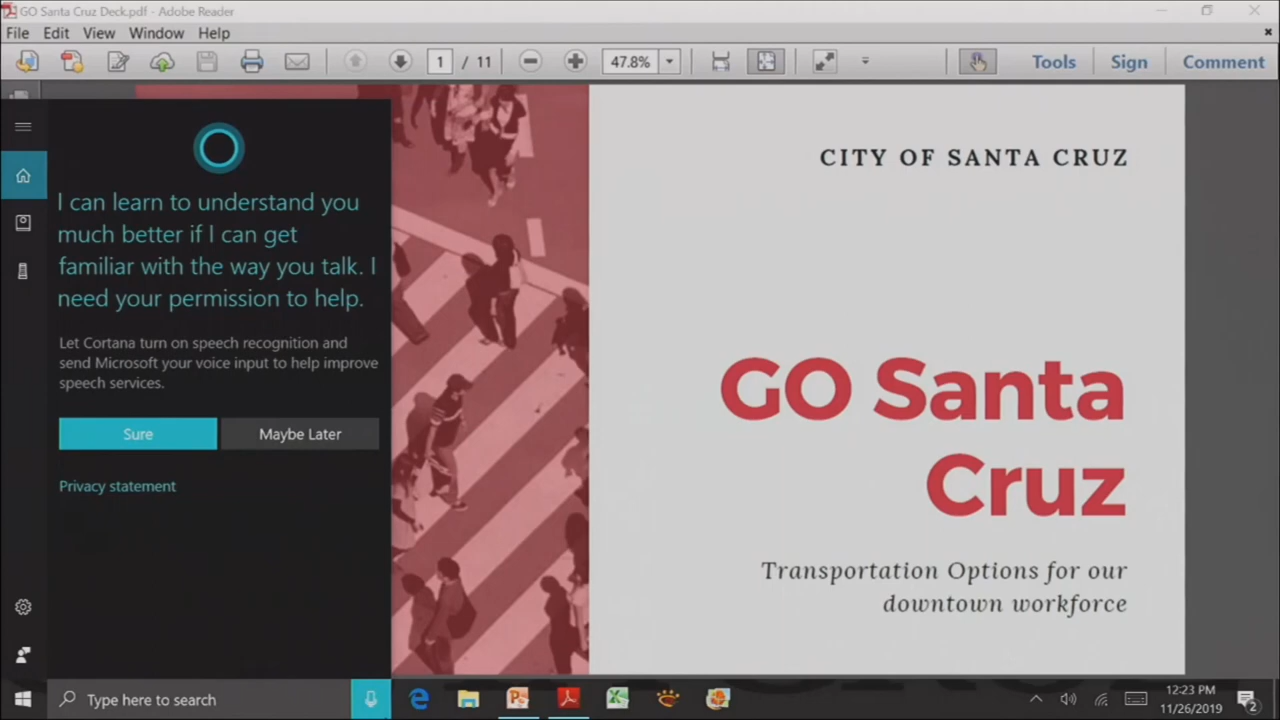 GO Santa Cruz Deck.pdf - Adobe Reader
File Edit View Window Help
1 / 11 47.8% Tools Sign Comment
CITY OF SANTA CRUZ
I can learn to understand you
much better if I can get
familiar with the way you talk. I
need your permission to help.
Let Cortana turn on speech recognition and
send Microsoft your voice input to help improve
speech services.
Sure Maybe Later
Privacy statement
GO Santa
Cruz
Transportation Options for our
downtown workforce
Type here to search
12:23 PM
11/26/2019
2